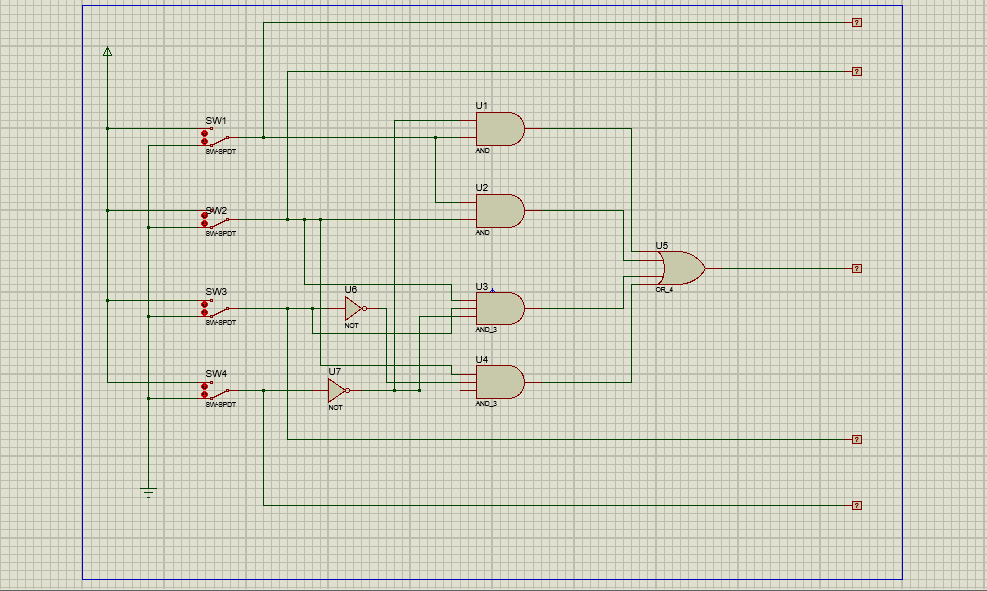 ?
?
U1
AND
SW1
SW-SPDT
U2
AND
SW2
SW-SPDT
U5
OR_4
?
SW3
SW-SPDT
U6
NOT
U3
AND_3
U4
AND_3
SW4
SW-SPDT
U7
NOT
?
?